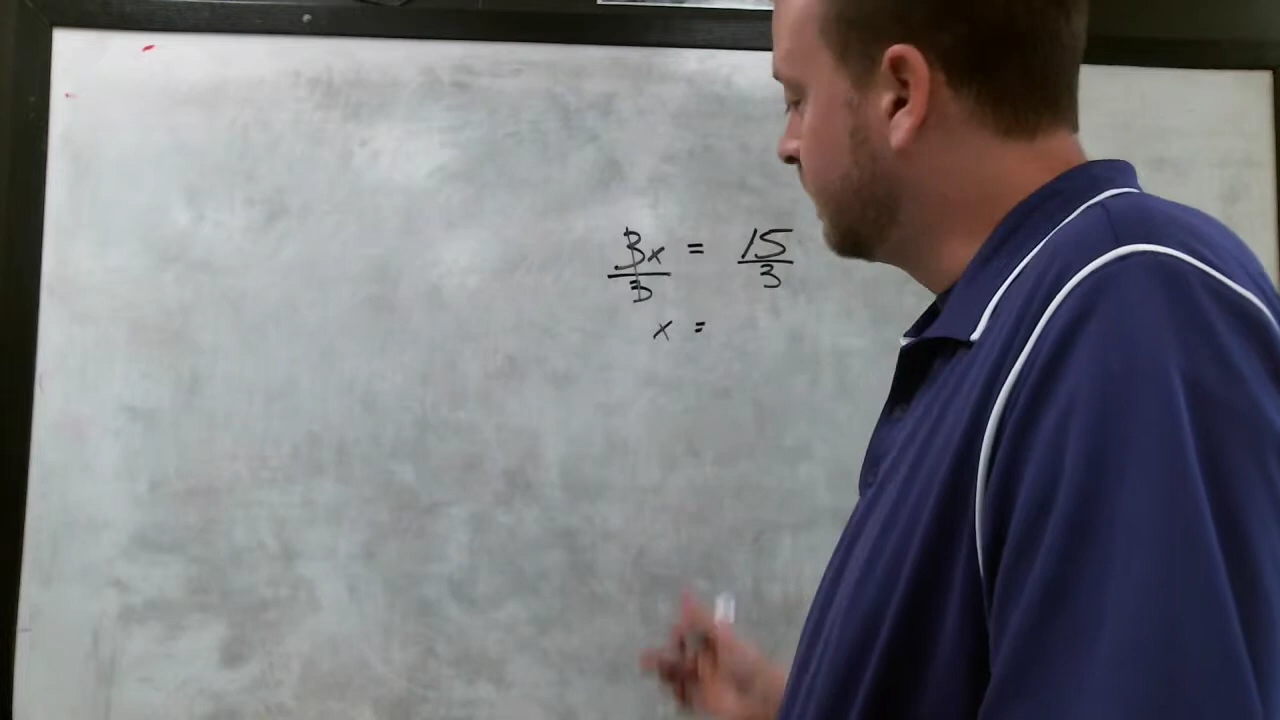 3x = 15
3 3
x =